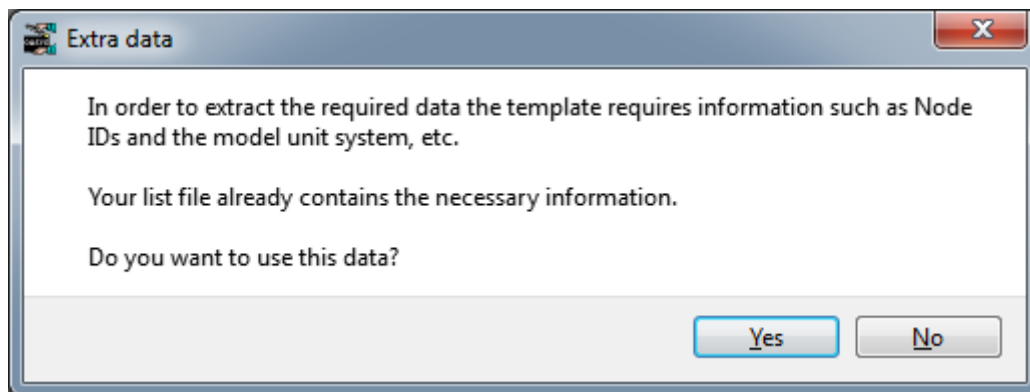 Extra data
In order to extract the required data the template requires information such as Node
IDs and the model unit system, etc.
Your list file already contains the necessary information.
Do you want to use this data?
Yes
No